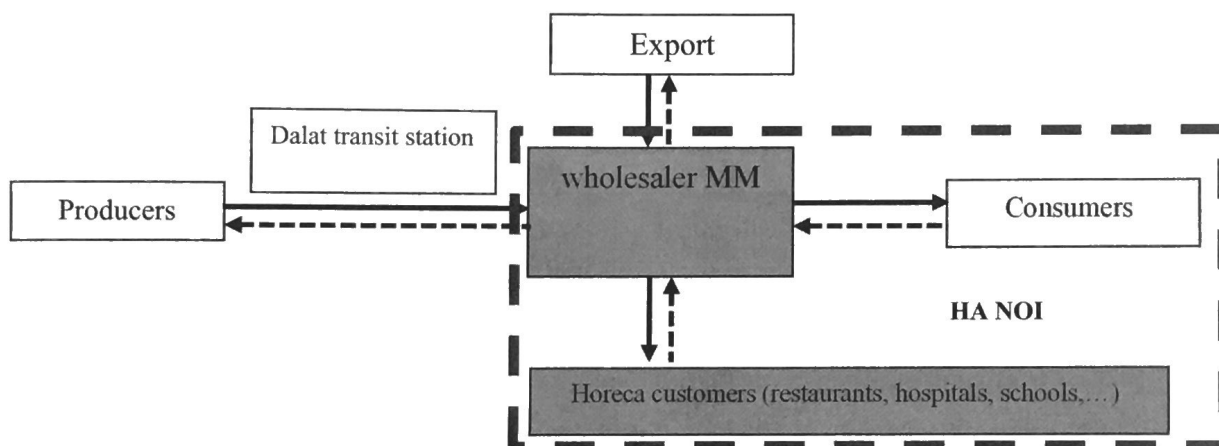 Export
Dalat transit station
wholesaler MM
Producers
Consumers
HA NOI
Horeca customers (restaurants, hospitals, schools,…)